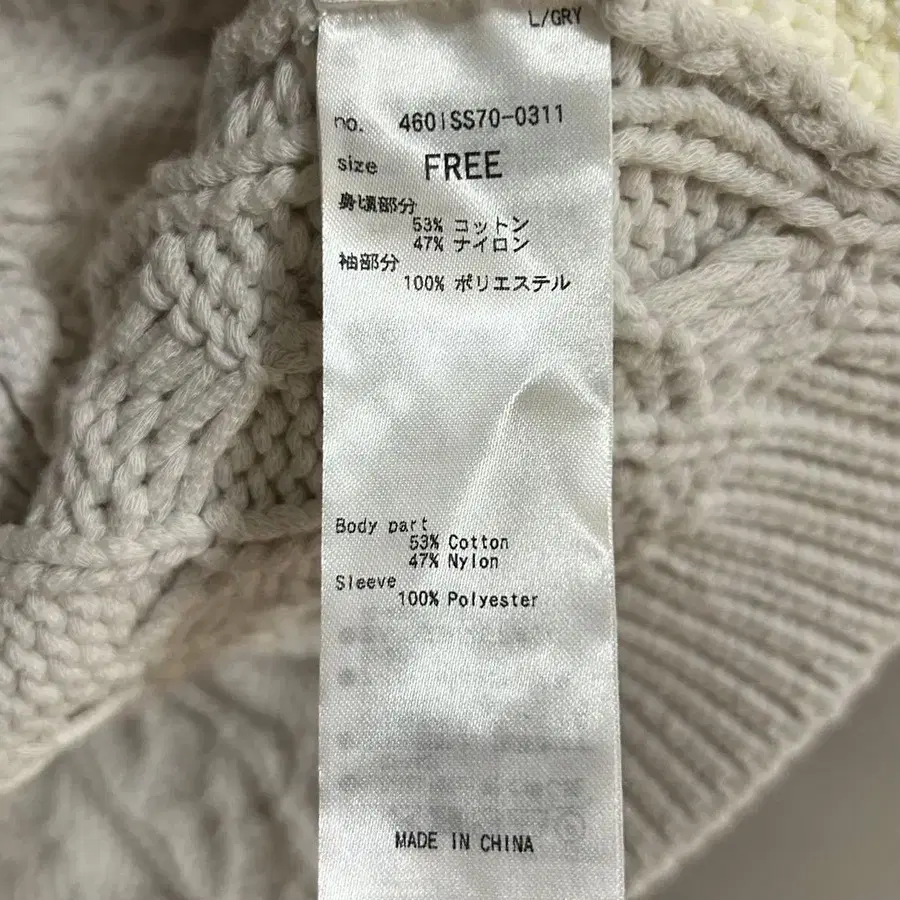 L/GRY
no. 460ISS70-0311
size FREE
身頃部分
53% コットン
47% ナイロン
袖部分
100% ポリエステル
Body part
53% Cotton
47% Nylon
Sleeve
100% Polyester
MADE IN CHINA